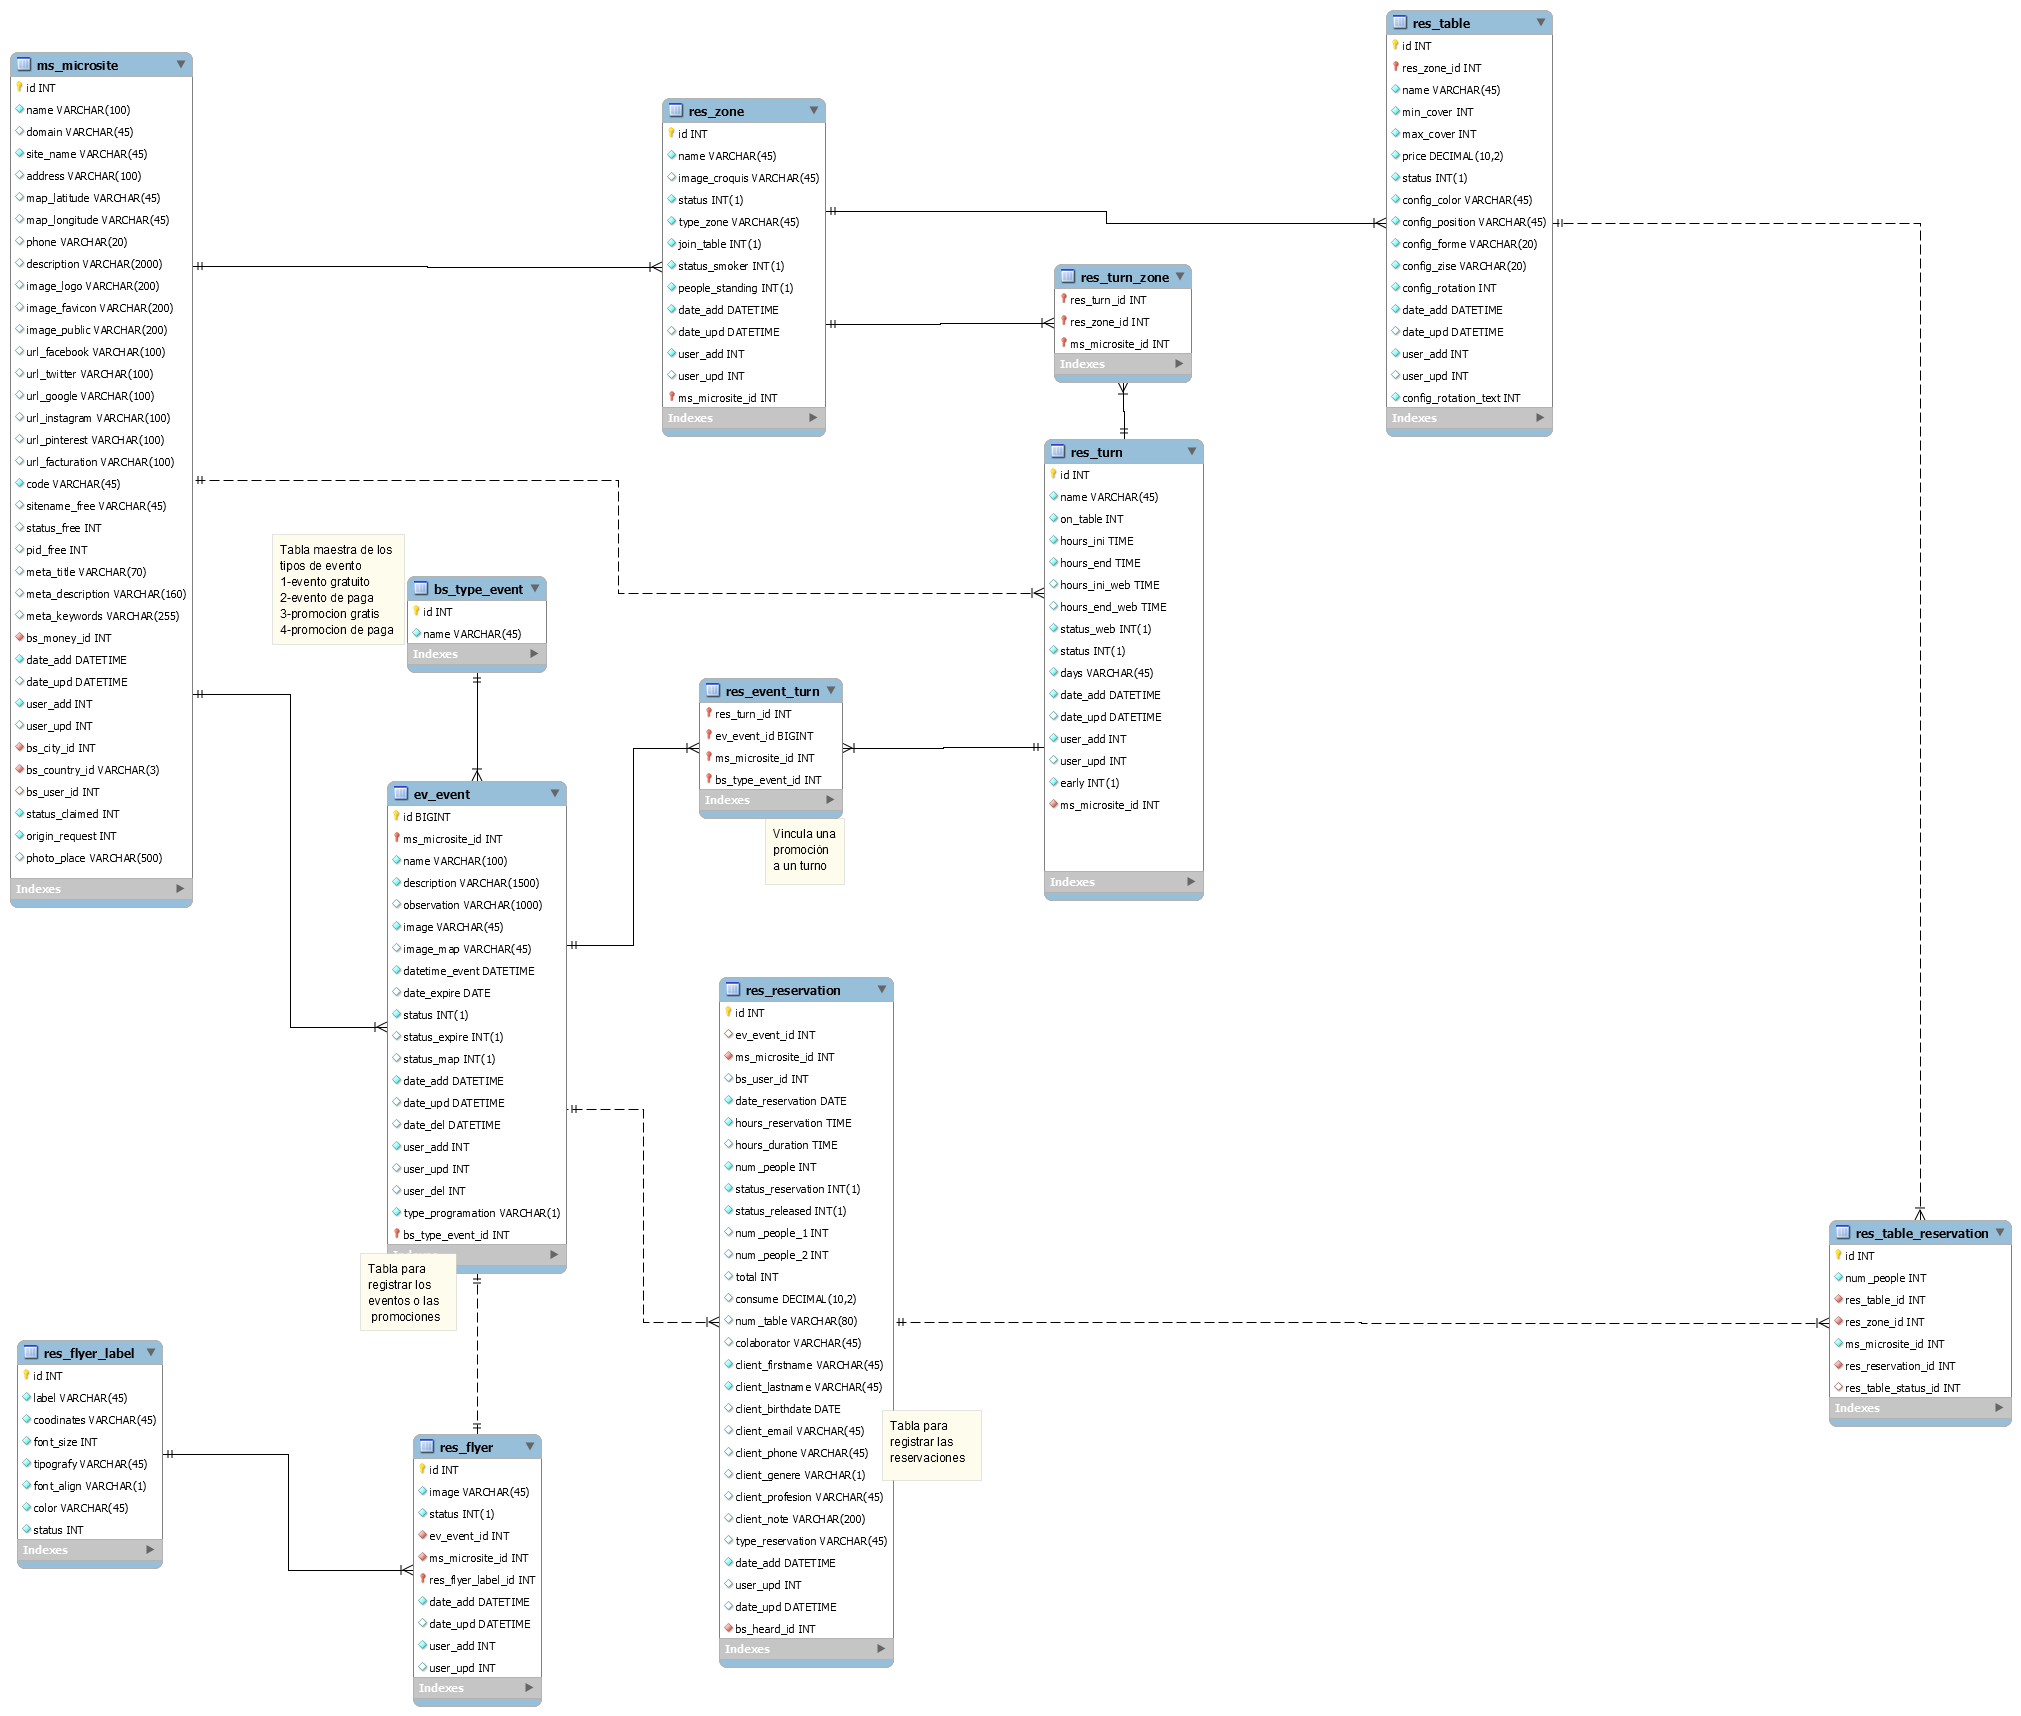 ms_microsite
id INT
name VARCHAR(100)
domain VARCHAR(45)
site_name VARCHAR(45)
address VARCHAR(100)
map_latitude VARCHAR(45)
map_longitude VARCHAR(45)
phone VARCHAR(20)
description VARCHAR(2000)
image_logo VARCHAR(200)
image_favicon VARCHAR(200)
image_public VARCHAR(200)
url_facebook VARCHAR(100)
url_twitter VARCHAR(100)
url_google VARCHAR(100)
url_instagram VARCHAR(100)
url_pinterest VARCHAR(100)
url_facturation VARCHAR(100)
code VARCHAR(45)
sitename_free VARCHAR(45)
status_free INT
pid_free INT
meta_title VARCHAR(70)
meta_description VARCHAR(160)
meta_keywords VARCHAR(255)
bs_money_id INT
date_add DATETIME
date_upd DATETIME
user_add INT
user_upd INT
bs_city_id INT
bs_country_id VARCHAR(3)
bs_user_id INT
status_claimed INT
origin_request INT
photo_place VARCHAR(500)
Indexes
res_zone
id INT
name VARCHAR(45)
image_croquis VARCHAR(45)
status INT(1)
type_zone VARCHAR(45)
join_table INT(1)
status_smoker INT(1)
people_standing INT(1)
date_add DATETIME
date_upd DATETIME
user_add INT
user_upd INT
ms_microsite_id INT
Indexes
res_table
id INT
res_zone_id INT
name VARCHAR(45)
min_cover INT
max_cover INT
price DECIMAL(10,2)
status INT(1)
config_color VARCHAR(45)
config_position VARCHAR(45)
config_forme VARCHAR(20)
config_zise VARCHAR(20)
config_rotation INT
date_add DATETIME
date_upd DATETIME
user_add INT
user_upd INT
config_rotation_text INT
Indexes
res_turn_zone
res_turn_id INT
res_zone_id INT
ms_microsite_id INT
Indexes
res_turn
id INT
name VARCHAR(45)
on_table INT
hours_ini TIME
hours_end TIME
hours_ini_web TIME
hours_end_web TIME
status_web INT(1)
status INT(1)
days VARCHAR(45)
date_add DATETIME
date_upd DATETIME
user_add INT
user_upd INT
early INT(1)
ms_microsite_id INT
Indexes
Tabla maestra de los
tipos de evento
1-evento gratuito
2-evento de paga
3-promocion gratis
4-promocion de paga
bs_type_event
id INT
name VARCHAR(45)
Indexes
res_event_turn
res_turn_id INT
ev_event_id BIGINT
ms_microsite_id INT
bs_type_event_id INT
Indexes
Vincula una
promoción
a un turno
ev_event
id BIGINT
ms_microsite_id INT
name VARCHAR(100)
description VARCHAR(1500)
observation VARCHAR(1000)
image VARCHAR(45)
image_map VARCHAR(45)
datetime_event DATETIME
date_expire DATE
status INT(1)
status_expire INT(1)
status_map INT(1)
date_add DATETIME
date_upd DATETIME
date_del DATETIME
user_add INT
user_upd INT
user_del INT
type_programation VARCHAR(1)
bs_type_event_id INT
Indexes
Tabla para
registrar los
eventos o las
promociones
res_reservation
id INT
ev_event_id INT
ms_microsite_id INT
bs_user_id INT
date_reservation DATE
hours_reservation TIME
hours_duration TIME
num_people INT
status_reservation INT(1)
status_released INT(1)
num_people_1 INT
num_people_2 INT
total INT
consume DECIMAL(10,2)
num_table VARCHAR(80)
colaborator VARCHAR(45)
client_firstname VARCHAR(45)
client_lastname VARCHAR(45)
client_birthdate DATE
client_email VARCHAR(45)
client_phone VARCHAR(45)
client_genere VARCHAR(1)
client_profesion VARCHAR(45)
client_note VARCHAR(200)
type_reservation VARCHAR(45)
date_add DATETIME
user_upd INT
date_upd DATETIME
bs_heard_id INT
Indexes
Tabla para
registrar las
reservaciones
res_table_reservation
id INT
num_people INT
res_table_id INT
res_zone_id INT
ms_microsite_id INT
res_reservation_id INT
res_table_status_id INT
Indexes
res_flyer_label
id INT
label VARCHAR(45)
coodinates VARCHAR(45)
font_size INT
tipografy VARCHAR(45)
font_align VARCHAR(1)
color VARCHAR(45)
status INT
Indexes
res_flyer
id INT
image VARCHAR(45)
status INT(1)
ev_event_id INT
ms_microsite_id INT
res_flyer_label_id INT
date_add DATETIME
date_upd DATETIME
user_add INT
user_upd INT
Indexes